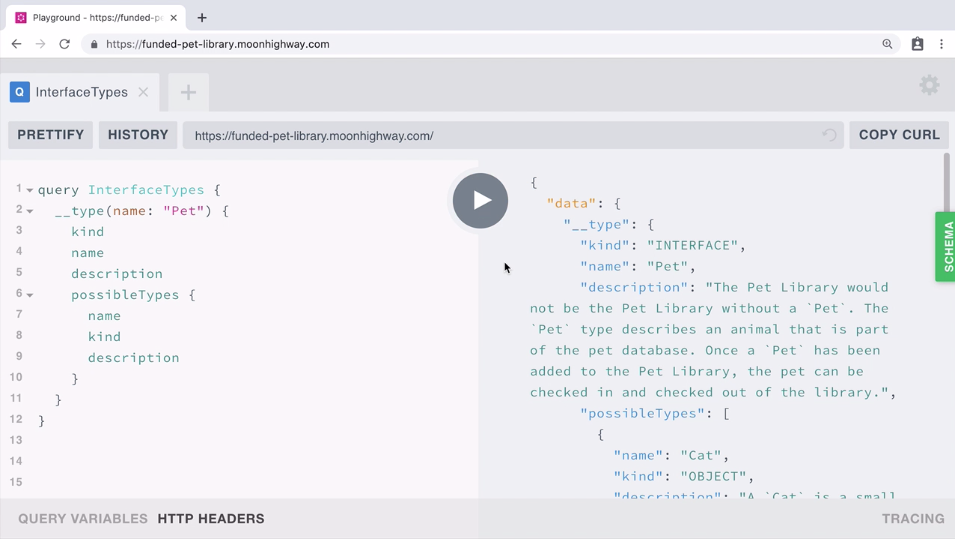 Playground - https://funded-pe
https://funded-pet-library.moonhighway.com
Q InterfaceTypes
PRETTIFY HISTORY https://funded-pet-library.moonhighway.com/ COPY CURL
1 query InterfaceTypes {
2 __type(name: "Pet") {
3 kind
4 name
5 description
6 possibleTypes {
7 name
8 kind
9 description
10 }
11 }
12 }
13
14
15
{
"data": {
"__type": {
"kind": "INTERFACE",
"name": "Pet",
"description": "The Pet Library would
not be the Pet Library without a `Pet`. The
`Pet` type describes an animal that is part
of the pet database. Once a `Pet` has been
added to the Pet Library, the pet can be
checked in and checked out of the library.",
"possibleTypes": [
{
"name": "Cat",
"kind": "OBJECT",
"description": "A `Cat` is a small
SCHEMA
QUERY VARIABLES HTTP HEADERS
TRACING